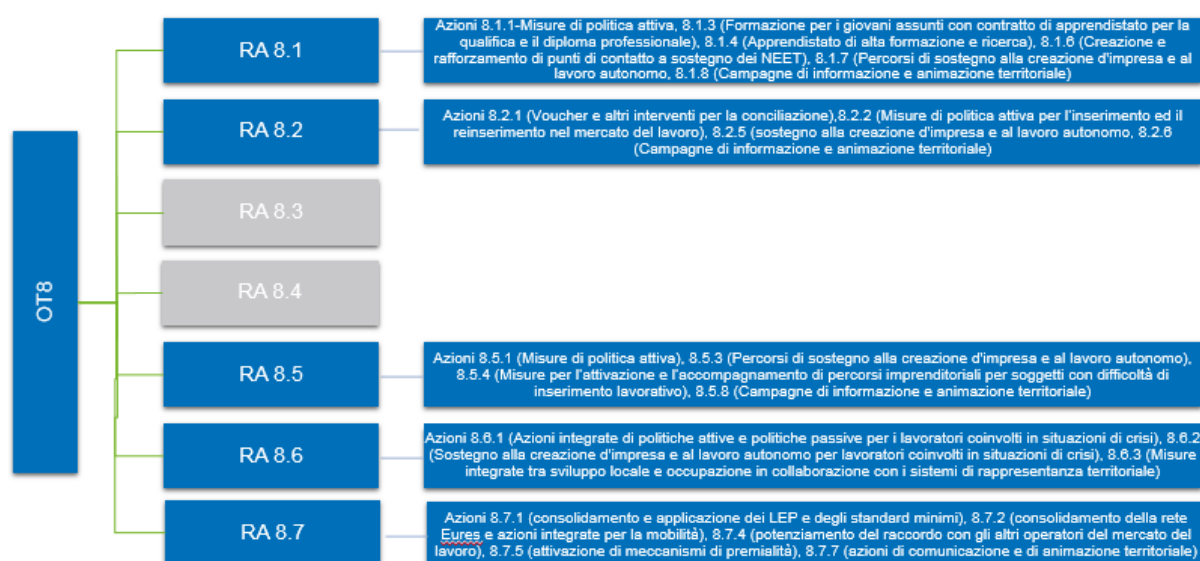 OT8
RA 8.1
Azioni 8.1.1-Misure di politica attiva, 8.1.3 (Formazione per i giovani assunti con contratto di apprendistato per la
qualifica e il diploma professionale), 8.1.4 (Apprendistato di alta formazione e ricerca), 8.1.6 (Creazione e
rafforzamento di punti di contatto a sostegno dei NEET), 8.1.7 (Percorsi di sostegno alla creazione d'impresa e al
lavoro autonomo, 8.1.8 (Campagne di informazione e animazione territoriale)
RA 8.2
Azioni 8.2.1 (Voucher e altri interventi per la conciliazione),8.2.2 (Misure di politica attiva per l'inserimento ed il
reinserimento nel mercato del lavoro), 8.2.5 (sostegno alla creazione d'impresa e al lavoro autonomo, 8.2.6
(Campagne di informazione e animazione territoriale)
RA 8.3
RA 8.4
RA 8.5
Azioni 8.5.1 (Misure di politica attiva), 8.5.3 (Percorsi di sostegno alla creazione d'impresa e al lavoro autonomo),
8.5.4 (Misure per l'attivazione e l'accompagnamento di percorsi imprenditoriali per soggetti con difficoltà di
inserimento lavorativo), 8.5.8 (Campagne di informazione e animazione territoriale)
RA 8.6
Azioni 8.6.1 (Azioni integrate di politiche attive e politiche passive per i lavoratori coinvolti in situazioni di crisi), 8.6.2
(Sostegno alla creazione d'impresa e al lavoro autonomo per lavoratori coinvolti in situazioni di crisi), 8.6.3 (Misure
integrate tra sviluppo locale e occupazione in collaborazione con i sistemi di rappresentanza territoriale)
RA 8.7
Azioni 8.7.1 (consolidamento e applicazione dei LEP e degli standard minimi), 8.7.2 (consolidamento della rete
Eures e azioni integrate per la mobilità), 8.7.4 (potenziamento del raccordo con gli altri operatori del mercato del
lavoro), 8.7.5 (attivazione di meccanismi di premialità), 8.7.7 (azioni di comunicazione e di animazione territoriale)